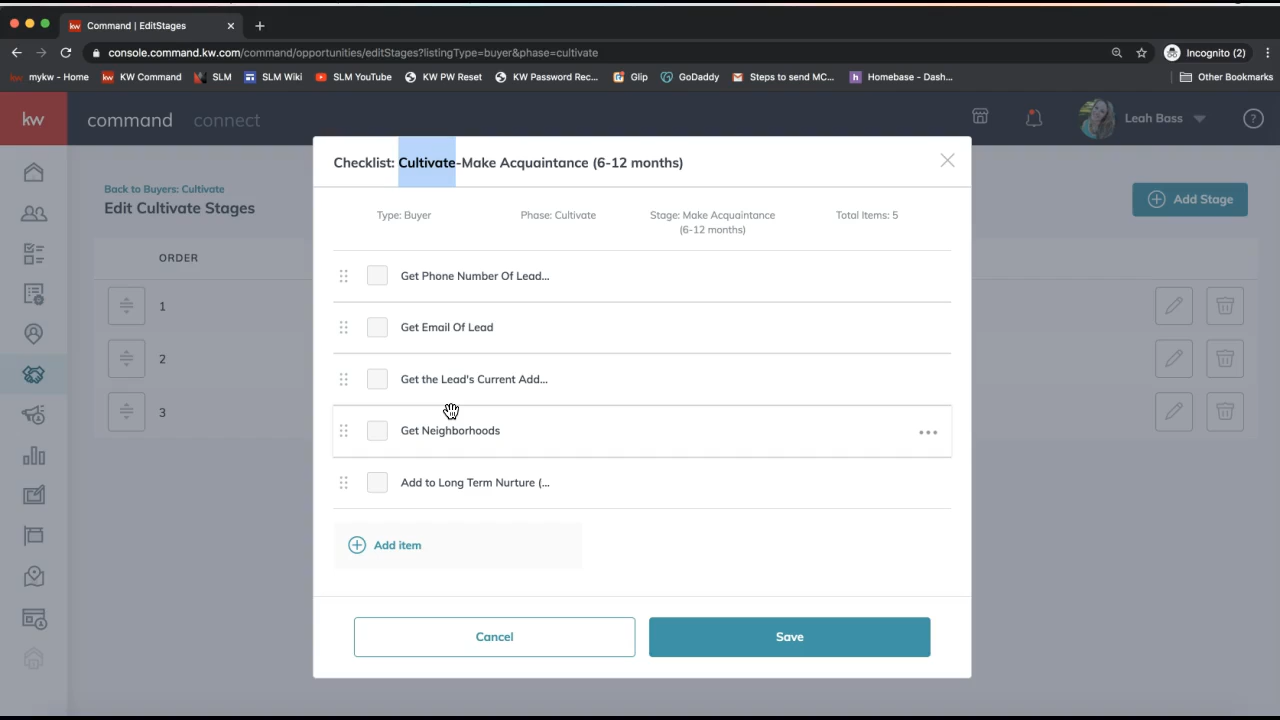 Command | EditStages
console.command.kw.com/command/opportunities/editStages?listingType=buyer&phase=cultivate
Incognito (2)
mykw - Home
KW Command
SLM
SLM Wiki
SLM YouTube
KW PW Reset
KW Password Rec...
Glip
GoDaddy
Steps to send MC...
Homebase - Dash...
Other Bookmarks
kw
command
connect
Leah Bass
Back to Buyers: Cultivate
Edit Cultivate Stages
Add Stage
ORDER
1
2
3
Checklist: Cultivate-Make Acquaintance (6-12 months)
Type: Buyer
Phase: Cultivate
Stage: Make Acquaintance
(6-12 months)
Total Items: 5
Get Phone Number Of Lead...
Get Email Of Lead
Get the Lead's Current Add...
Get Neighborhoods
Add to Long Term Nurture (...
Add item
Cancel
Save